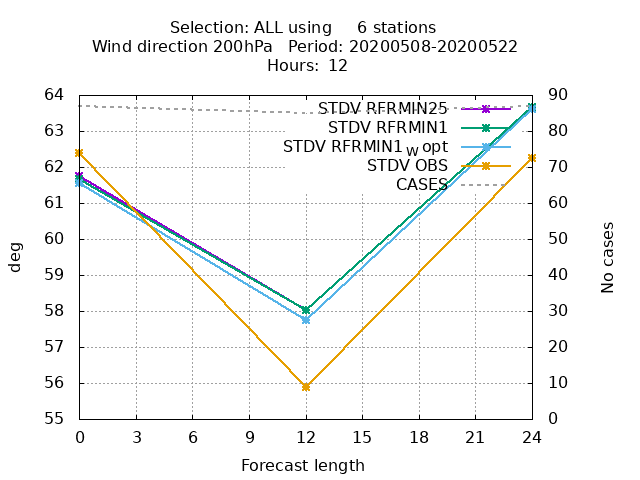 Selection: ALL using     6 stations
Wind direction 200hPa   Period: 20200508-20200522
Hours:  12
64
63
62
61
60
59
58
57
56
55
deg
90
80
70
60
50
40
30
20
10
0
No cases
STDV RFRMIN25
STDV RFRMIN1
STDV RFRMIN1_W opt
STDV OBS
CASES
0 3 6 9 12 15 18 21 24
Forecast length